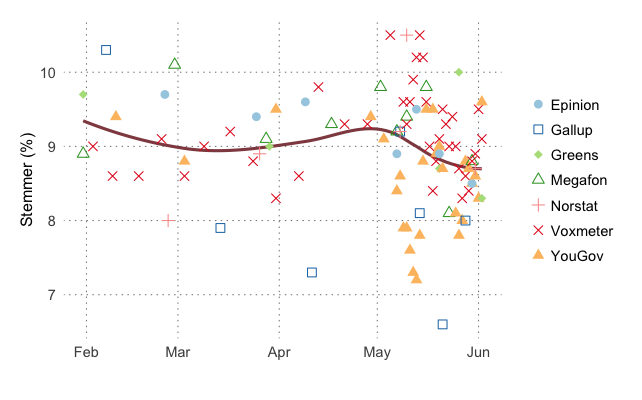 Stemmer (%)
10
9
8
7
Feb Mar Apr May Jun
Epinion
Gallup
Greens
Megafon
Norstat
Voxmeter
YouGov